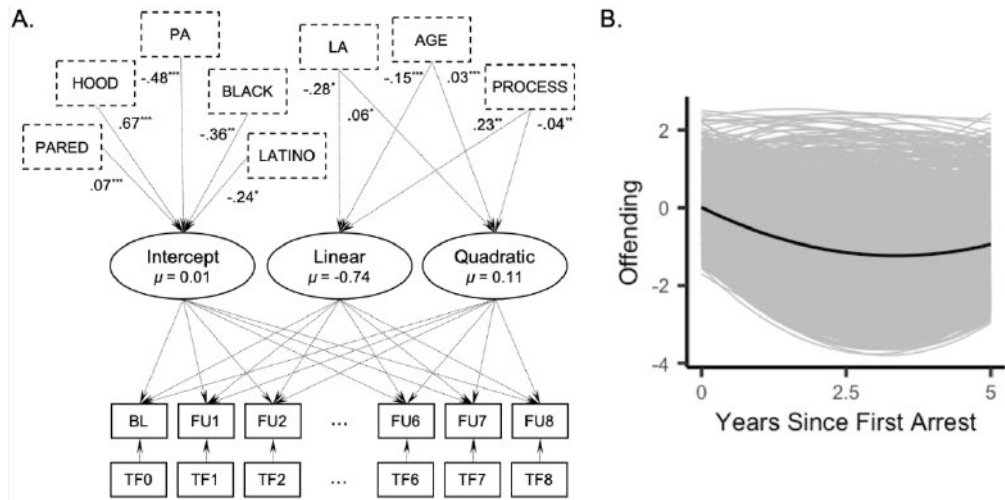 A.
PA
HOOD
PARED
BLACK
LATINO
-.48***
.67***
.07***
-.36**
-.24*
LA
AGE
PROCESS
-.28*
.06*
-.15***
.03***
.23**
-.04**
Intercept
μ = 0.01
Linear
μ = -0.74
Quadratic
μ = 0.11
BL FU1 FU2 ... FU6 FU7 FU8
TF0 TF1 TF2 ... TF6 TF7 TF8
B.
Offending
2
0
-2
-4
0 2.5 5
Years Since First Arrest